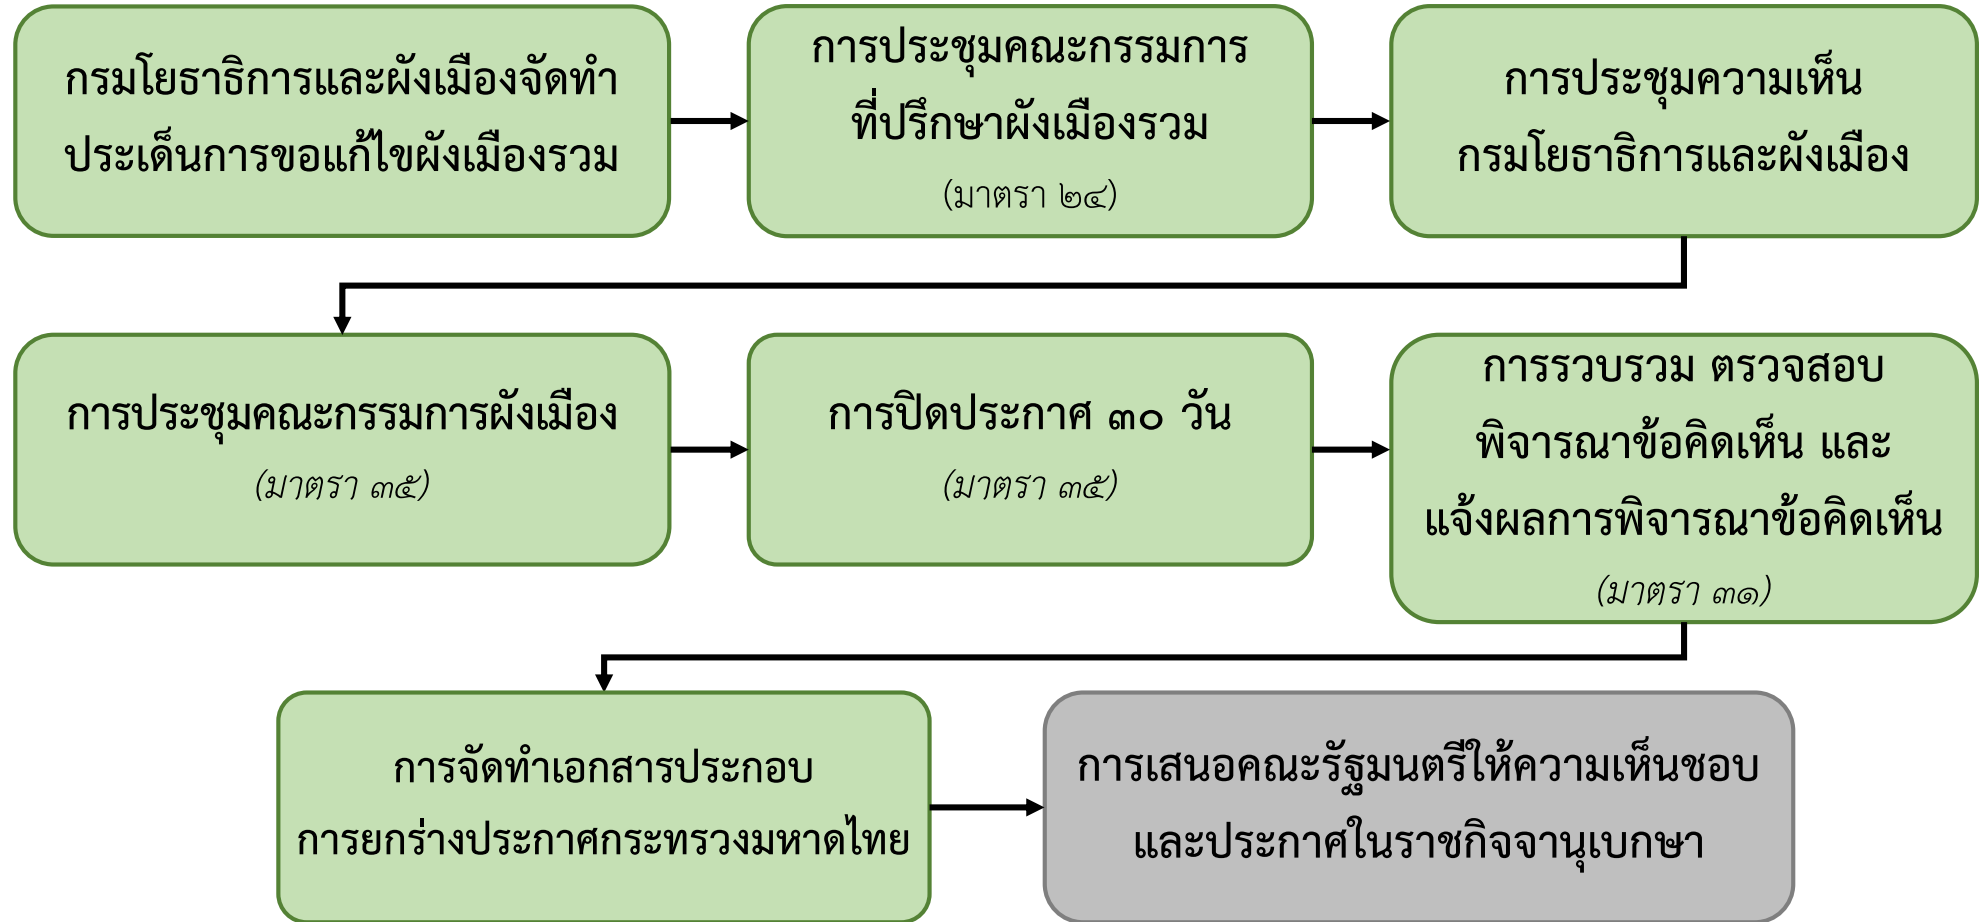 กรมโยธาธิการและผังเมืองจัดทำ
ประเด็นการขอแก้ไขผังเมืองรวม
การประชุมคณะกรรมการ
ที่ปรึกษาผังเมืองรวม
(มาตรา ๒๔)
การประชุมความเห็น
กรมโยธาธิการและผังเมือง
การประชุมคณะกรรมการผังเมือง
(มาตรา ๓๕)
การปิดประกาศ ๓๐ วัน
(มาตรา ๓๕)
การรวบรวม ตรวจสอบ
พิจารณาข้อคิดเห็น และ
แจ้งผลการพิจารณาข้อคิดเห็น
(มาตรา ๓๑)
การจัดทำเอกสารประกอบ
การยกร่างประกาศกระทรวงมหาดไทย
การเสนอคณะรัฐมนตรีให้ความเห็นชอบ
และประกาศในราชกิจจานุเบกษา